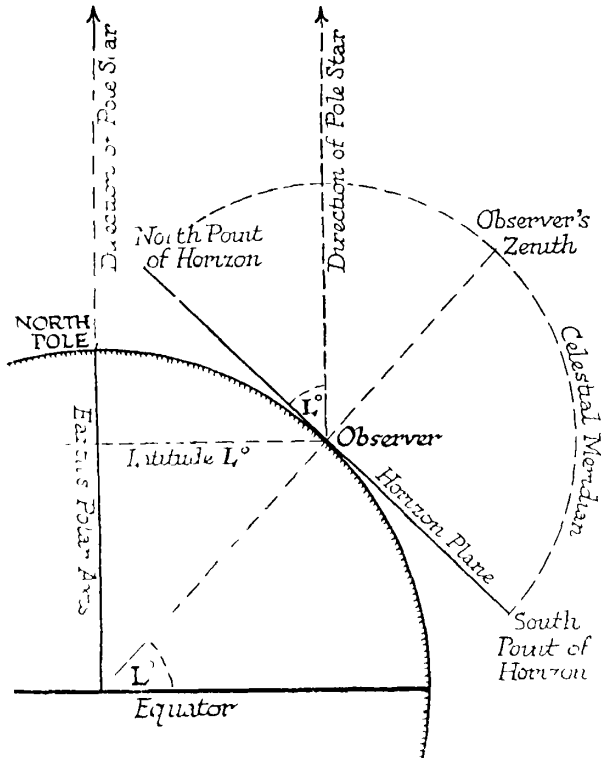 Direction of Pole Star
Direction of Pole Star
North Point
of Horizon
Observer's
Zenith
NORTH
POLE
Celestial Meridian
L°
Observer
Earth's Polar Axis
Latitude L°
Horizon Plane
South
Point of
Horizon
L°
Equator